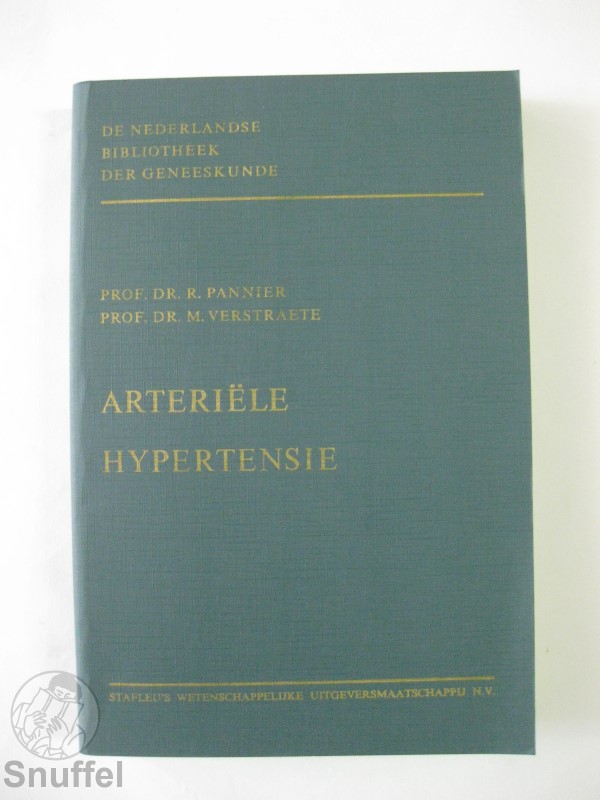 DE NEDERLANDSE
BIBLIOTHEEK
DER GENEESKUNDE
PROF. DR. R. PANNIER
PROF. DR. M. VERSTRAETE
ARTERIËLE
HYPERTENSIE
STAFLEU'S WETENSCHAPPELIJKE UITGEVERSMAATSCHAPPIJ N.V.
Snuffel